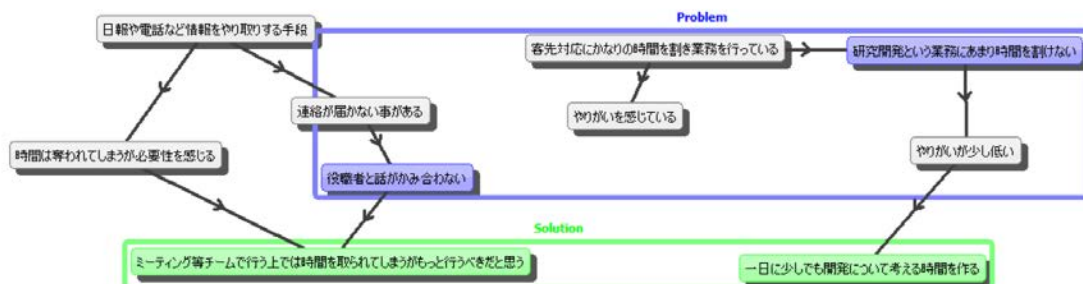 Problem
日報や電話など情報をやり取りする手段
客先対応にかなりの時間を割き業務を行っている
研究開発という業務にあまり時間を割けない
連絡が届かない事がある
やりがいを感じている
時間は奪われてしまうが必要性を感じる
やりがいが少し低い
役職者と話がかみ合わない
Solution
ミーティング等チームで行う上では時間を取られてしまうがもっと行うべきだと思う
一日に少しでも開発について考える時間を作る